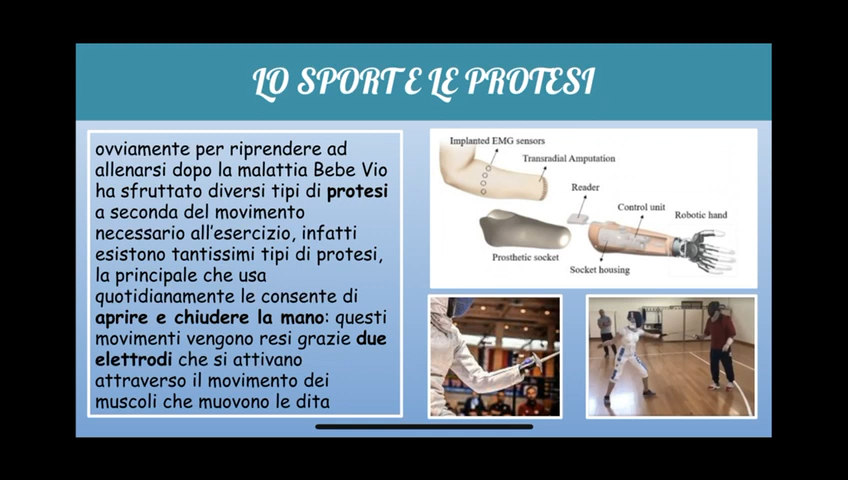 LO SPORT E LE PROTESI
ovviamente per riprendere ad
allenarsi dopo la malattia Bebe Vio
ha sfruttato diversi tipi di protesi
a seconda del movimento
necessario all'esercizio, infatti
esistono tantissimi tipi di protesi,
la principale che usa
quotidianamente le consente di
aprire e chiudere la mano: questi
movimenti vengono resi grazie due
elettrodi che si attivano
attraverso il movimento dei
muscoli che muovono le dita
Implanted EMG sensors
Transradial Amputation
Reader
Control unit
Robotic hand
Prosthetic socket
Socket housing